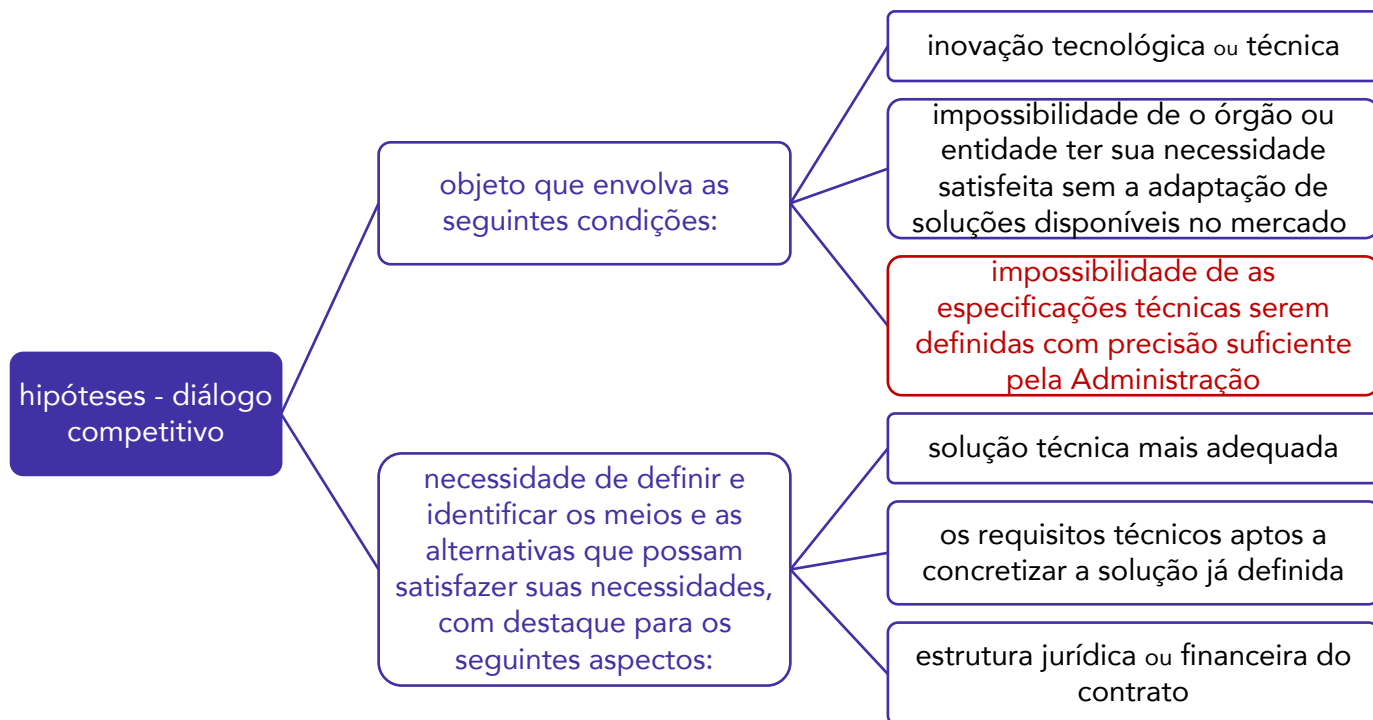 hipóteses - diálogo
competitivo
objeto que envolva as
seguintes condições:
inovação tecnológica ou técnica
impossibilidade de o órgão ou
entidade ter sua necessidade
satisfeita sem a adaptação de
soluções disponíveis no mercado
impossibilidade de as
especificações técnicas serem
definidas com precisão suficiente
pela Administração
necessidade de definir e
identificar os meios e as
alternativas que possam
satisfazer suas necessidades,
com destaque para os
seguintes aspectos:
solução técnica mais adequada
os requisitos técnicos aptos a
concretizar a solução já definida
estrutura jurídica ou financeira do
contrato